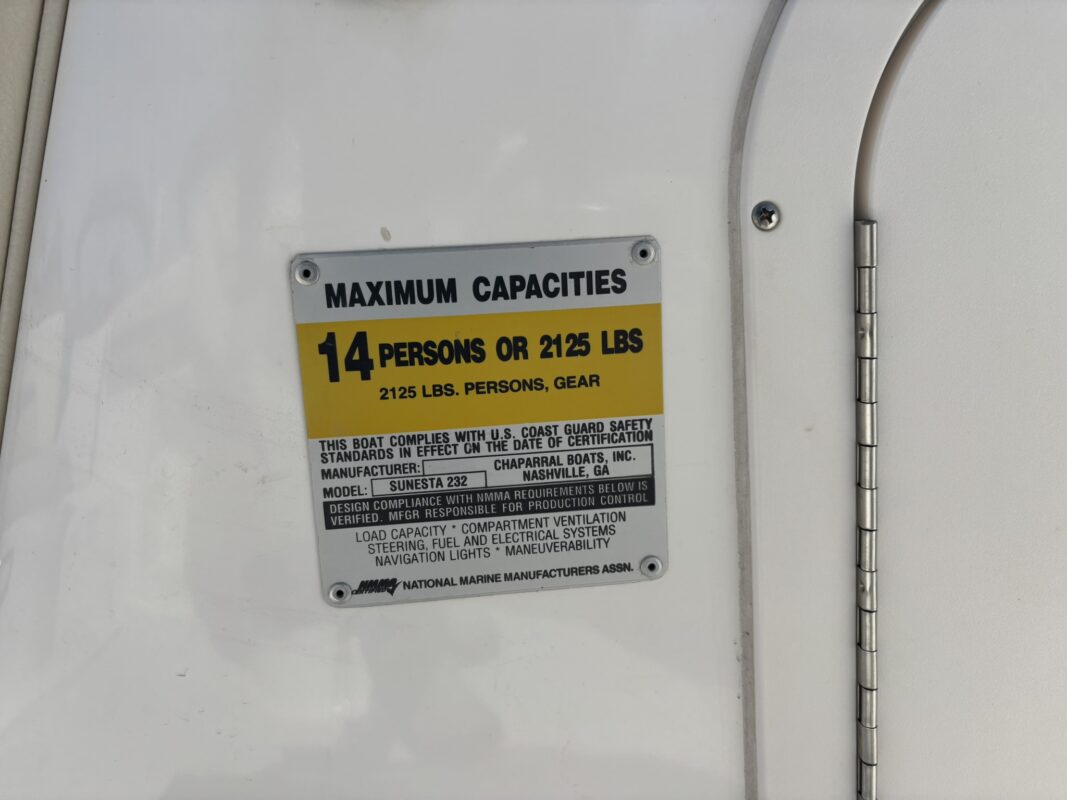 MAXIMUM CAPACITIES
14 PERSONS OR 2125 LBS
2125 LBS. PERSONS, GEAR
THIS BOAT COMPLIES WITH U.S. COAST GUARD SAFETY
STANDARDS IN EFFECT ON THE DATE OF CERTIFICATION
MANUFACTURER: CHAPARRAL BOATS, INC.
NASHVILLE, GA
MODEL: SUNESTA 232
DESIGN COMPLIANCE WITH NMMA REQUIREMENTS BELOW IS
VERIFIED. MFGR RESPONSIBLE FOR PRODUCTION CONTROL
LOAD CAPACITY * COMPARTMENT VENTILATION
STEERING, FUEL AND ELECTRICAL SYSTEMS
NAVIGATION LIGHTS * MANEUVERABILITY
NMMA NATIONAL MARINE MANUFACTURERS ASSN.